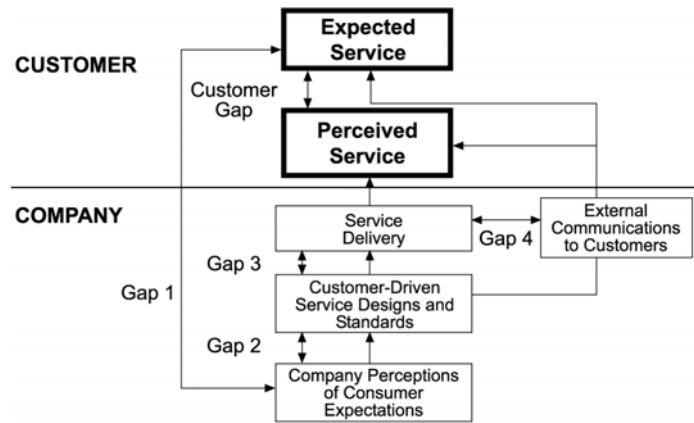 Expected
Service
CUSTOMER
Customer
Gap
Perceived
Service
COMPANY
Service
Delivery
Gap 4
External
Communications
to Customers
Gap 3
Gap 1
Customer-Driven
Service Designs and
Standards
Gap 2
Company Perceptions
of Consumer
Expectations